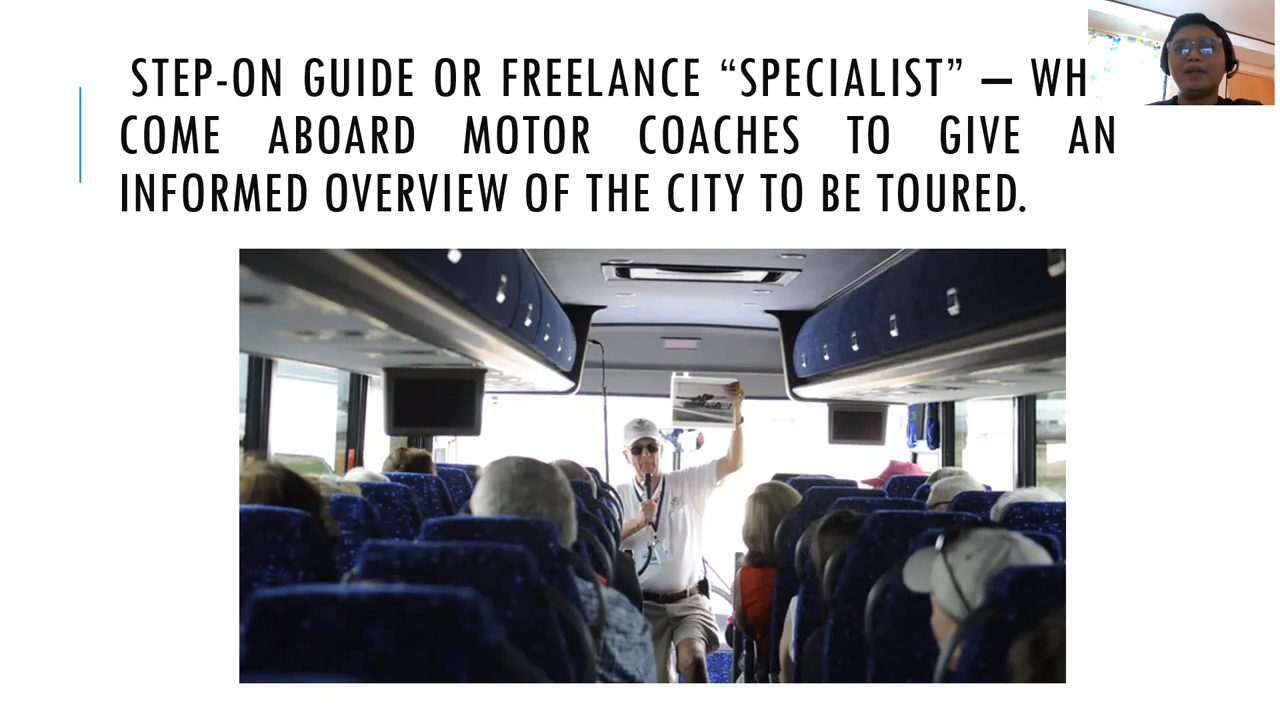 STEP-ON GUIDE OR FREELANCE “SPECIALIST” – WH
COME ABOARD MOTOR COACHES TO GIVE AN
INFORMED OVERVIEW OF THE CITY TO BE TOURED.